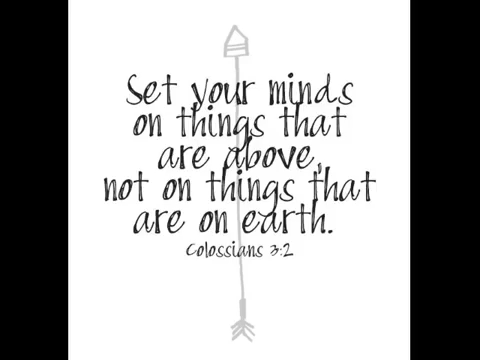 Set your minds
on things that
are above,
not on things that
are on earth.
Colossians 3:2